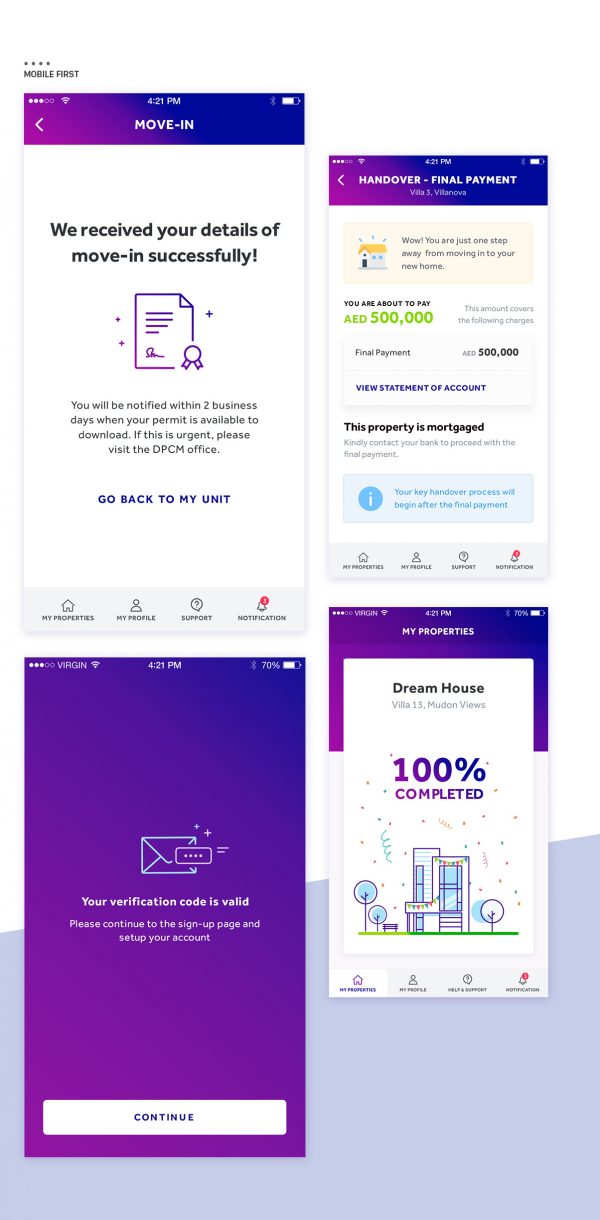 MOBILE FIRST
4:21 PM
MOVE-IN
We received your details of
move-in successfully!
You will be notified within 2 business
days when your permit is available to
download. If this is urgent, please
visit the DPCM office.
GO BACK TO MY UNIT
MY PROPERTIES
MY PROFILE
SUPPORT
3
NOTIFICATION
4:21 PM
HANDOVER - FINAL PAYMENT
Villa 3, Villanova
Wow! You are just one step
away from moving in to your
new home.
YOU ARE ABOUT TO PAY
AED 500,000
This amount covers
the following charges
Final Payment
AED 500,000
VIEW STATEMENT OF ACCOUNT
This property is mortgaged
Kindly contact your bank to proceed with the
final payment.
Your key handover process will
begin after the final payment
MY PROPERTIES
MY PROFILE
SUPPORT
3
NOTIFICATION
VIRGIN
4:21 PM
70%
Your verification code is valid
Please continue to the sign-up page and
setup your account
CONTINUE
VIRGIN
4:21 PM
70%
MY PROPERTIES
Dream House
Villa 13, Mudon Views
100%
COMPLETED
MY PROPERTIES
MY PROFILE
HELP & SUPPORT
NOTIFICATION